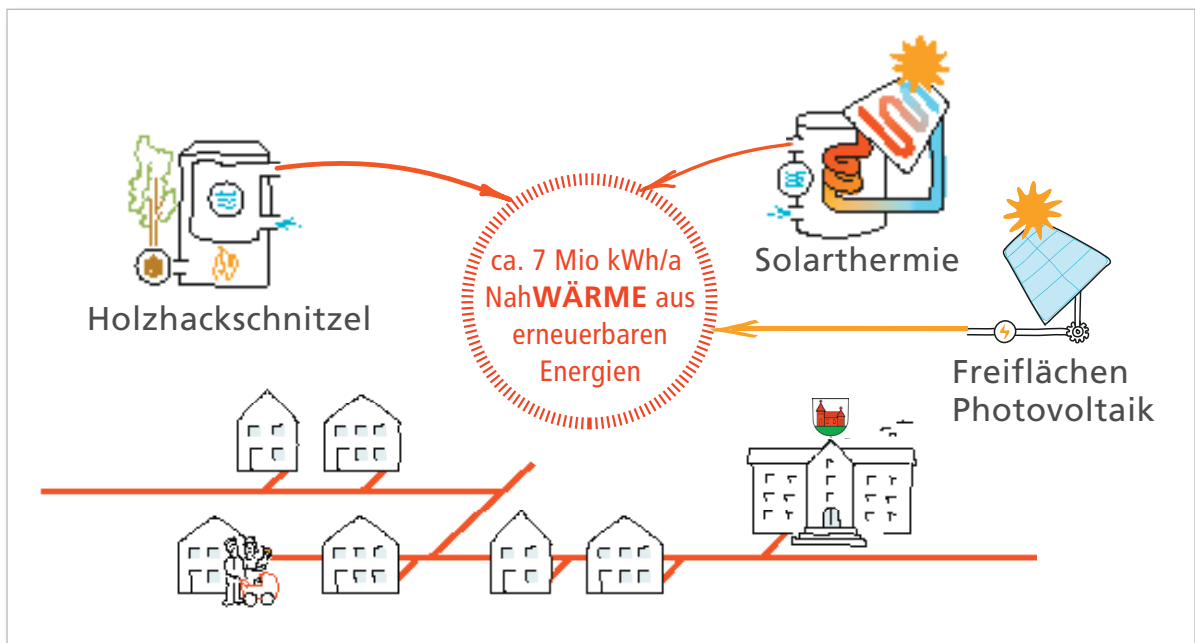 Holzhackschnitzel
ca. 7 Mio kWh/a
NahWÄRME aus
erneuerbaren
Energien
Solarthermie
Freiflächen
Photovoltaik